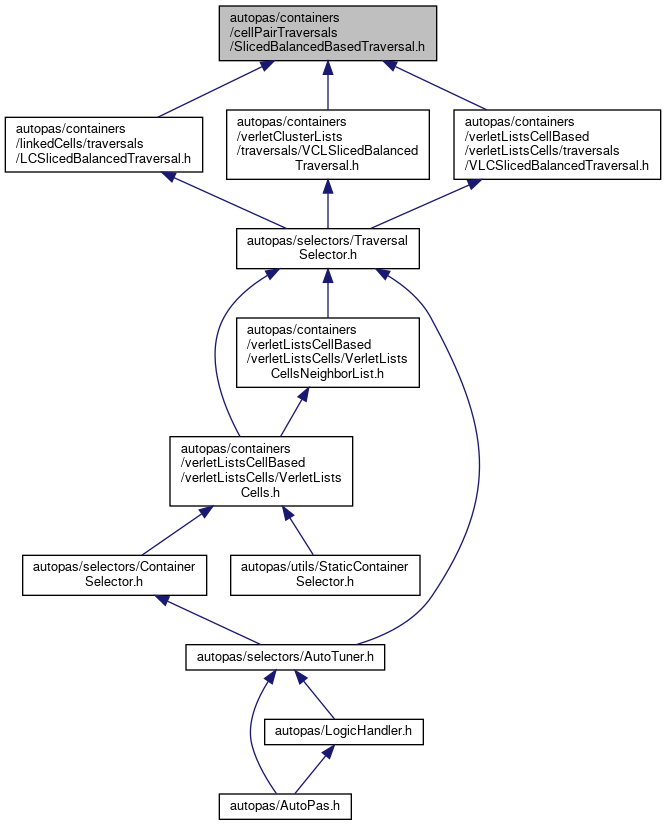 autopas/containers
/cellPairTraversals
/SlicedBalancedBasedTraversal.h
autopas/containers
/linkedCells/traversals
/LCSlicedBalancedTraversal.h
autopas/containers
/verletClusterLists
/traversals/VCLSlicedBalanced
Traversal.h
autopas/containers
/verletListsCellBased
/verletListsCells/traversals
/VLCSlicedBalancedTraversal.h
autopas/selectors/Traversal
Selector.h
autopas/containers
/verletListsCellBased
/verletListsCells/VerletLists
CellsNeighborList.h
autopas/containers
/verletListsCellBased
/verletListsCells/VerletLists
Cells.h
autopas/selectors/Container
Selector.h
autopas/utils/StaticContainer
Selector.h
autopas/selectors/AutoTuner.h
autopas/LogicHandler.h
autopas/AutoPas.h